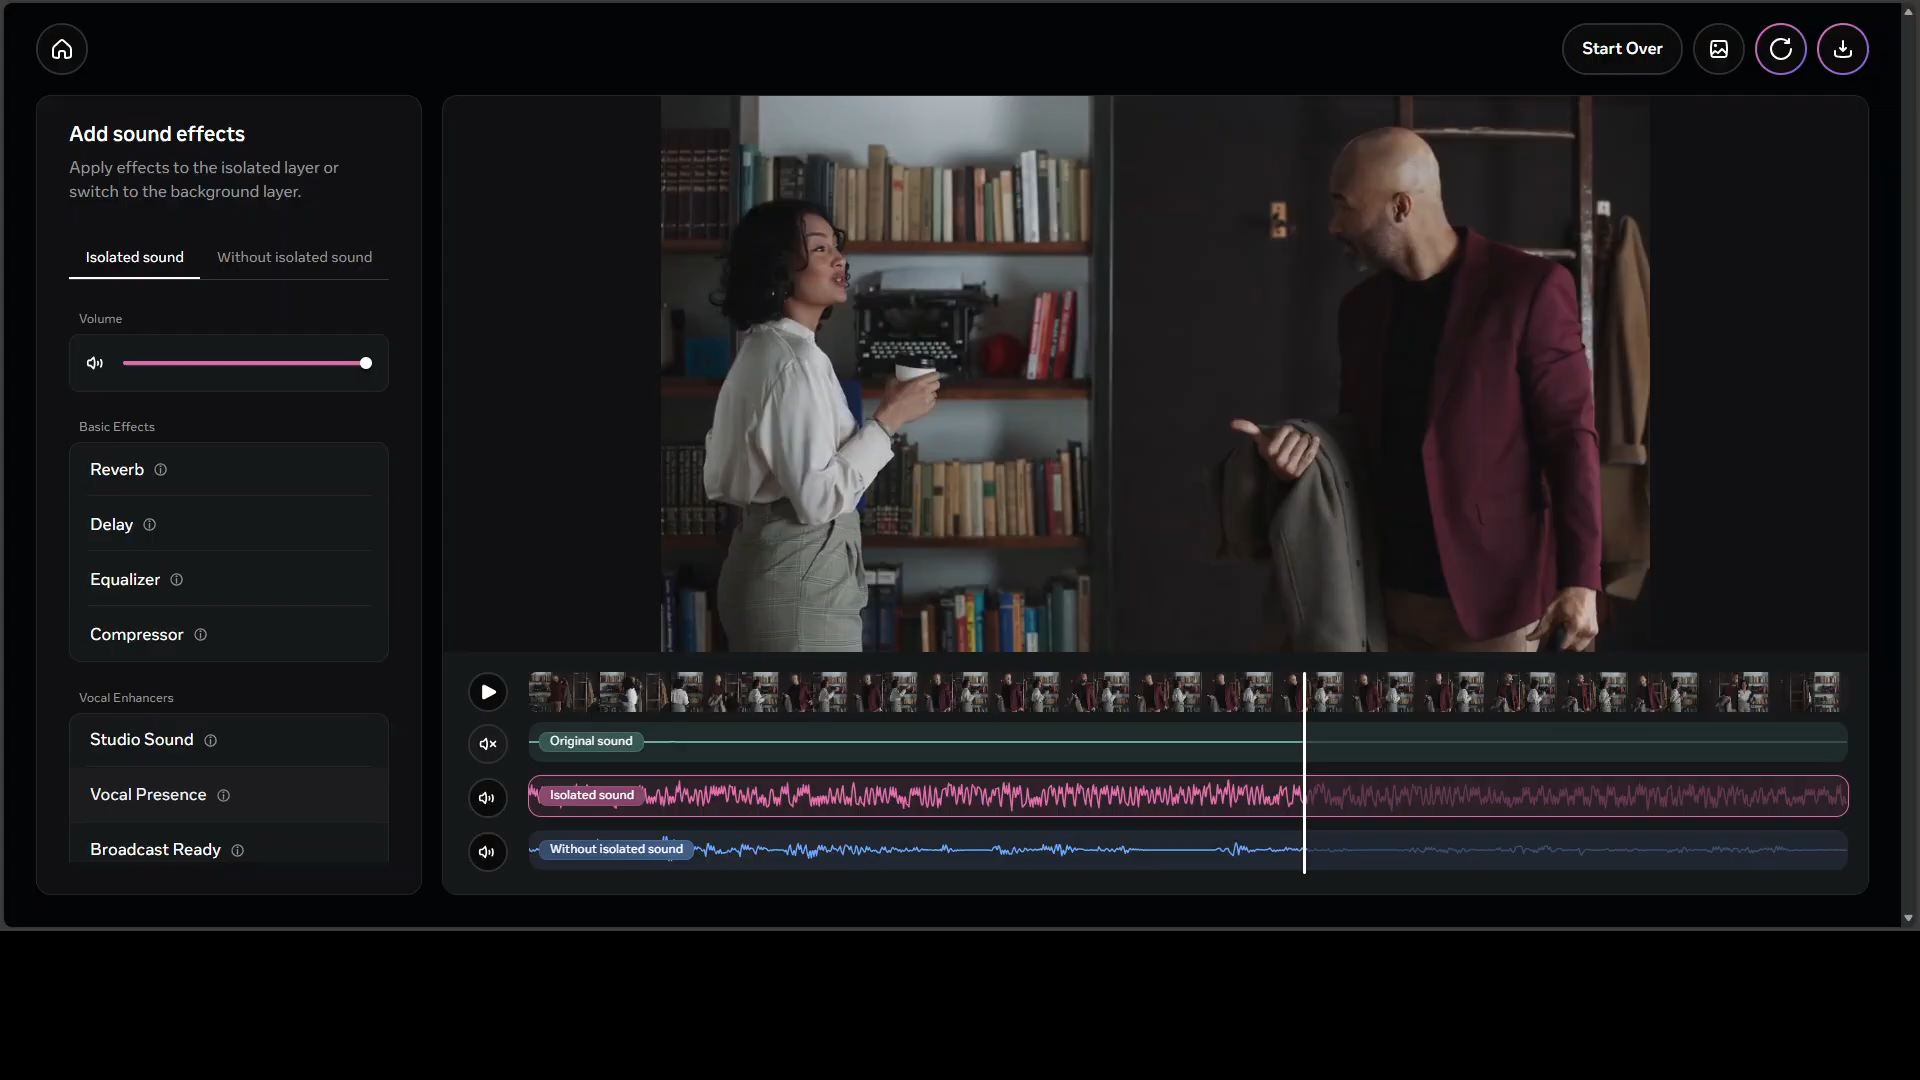 Start Over
Add sound effects
Apply effects to the isolated layer or
switch to the background layer.
Isolated sound
Without isolated sound
Volume
Basic Effects
Reverb
Delay
Equalizer
Compressor
Vocal Enhancers
Studio Sound
Vocal Presence
Broadcast Ready
Original sound
Isolated sound
Without isolated sound